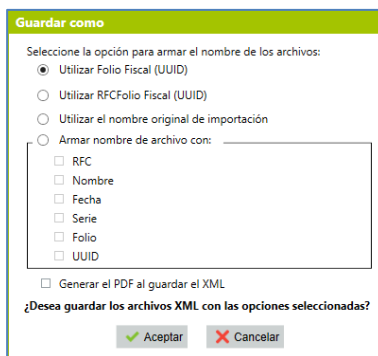 Guardar como
Seleccione la opción para armar el nombre de los archivos:
Utilizar Folio Fiscal (UUID)
Utilizar RFCFolio Fiscal (UUID)
Utilizar el nombre original de importación
Armar nombre de archivo con:
RFC
Nombre
Fecha
Serie
Folio
UUID
Generar el PDF al guardar el XML
¿Desea guardar los archivos XML con las opciones seleccionadas?
Aceptar Cancelar